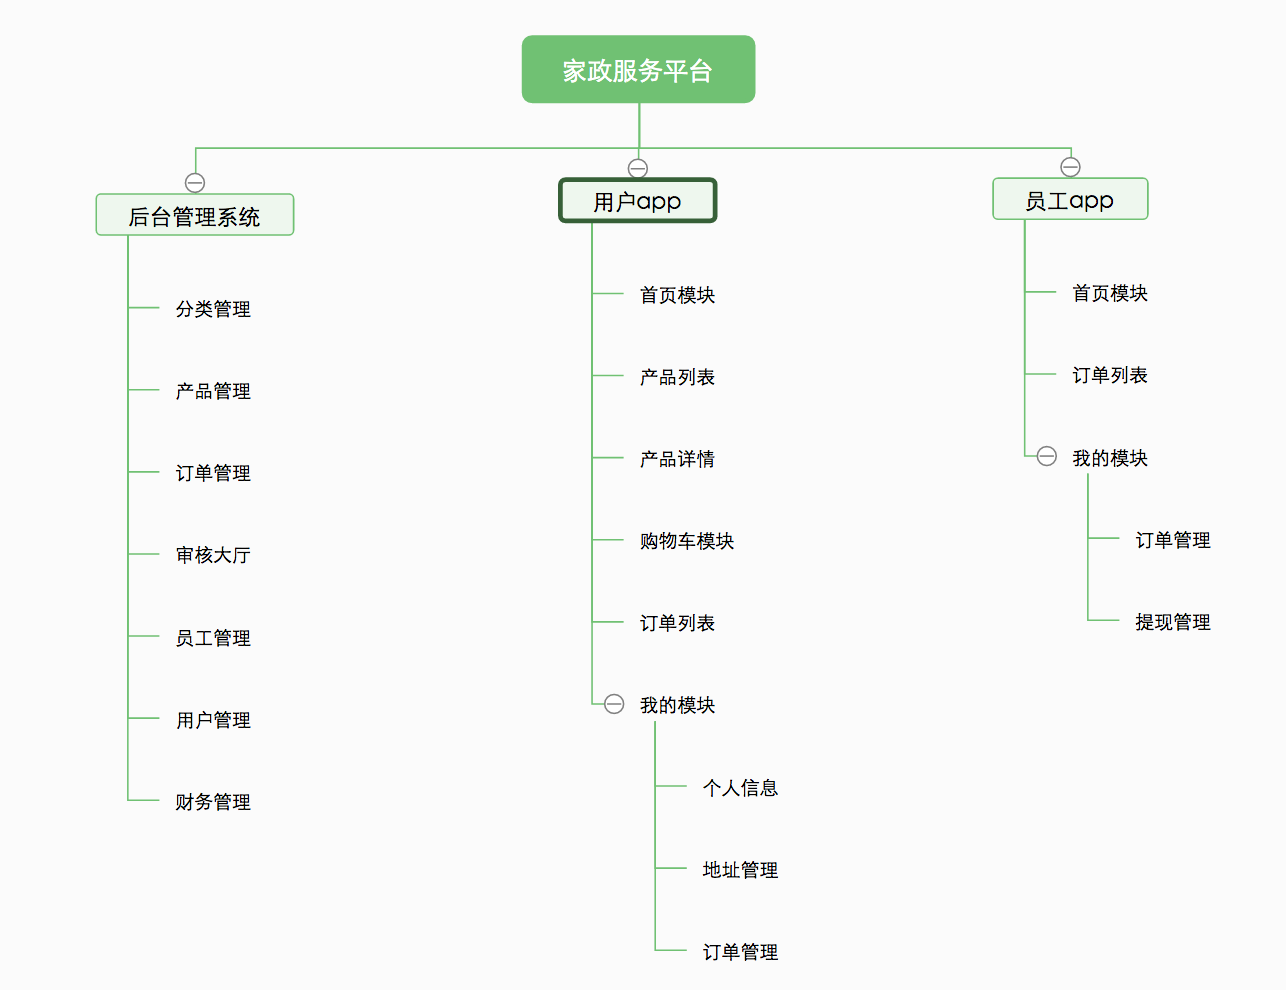 家政服务平台
后台管理系统
分类管理
产品管理
订单管理
审核大厅
员工管理
用户管理
财务管理
用户app
首页模块
产品列表
产品详情
购物车模块
订单列表
我的模块
个人信息
地址管理
订单管理
员工app
首页模块
订单列表
我的模块
订单管理
提现管理